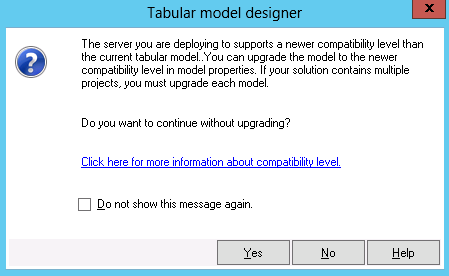 Tabular model designer
x
The server you are deploying to supports a newer compatibility level than
the current tabular model..You can upgrade the model to the newer
compatibility level in model properties. If your solution contains multiple
projects, you must upgrade each model.
Do you want to continue without upgrading?
Click here for more information about compatibility level.
Do not show this message again.
Yes
No
Help